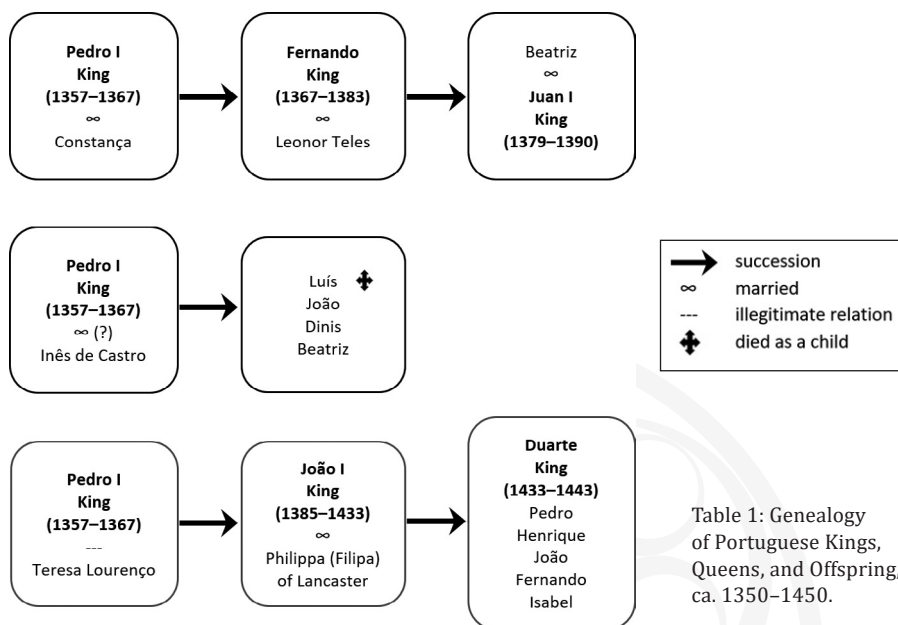 Pedro I
King
(1357–1367)
∞
Constança
Fernando
King
(1367–1383)
∞
Leonor Teles
Beatriz
∞
Juan I
King
(1379–1390)
Pedro I
King
(1357–1367)
∞ (?)
Inês de Castro
Luís
João
Dinis
Beatriz
succession
∞ married
--- illegitimate relation
died as a child
Pedro I
King
(1357–1367)
---
Teresa Lourenço
João I
King
(1385–1433)
∞
Philippa (Filipa)
of Lancaster
Duarte
King
(1433–1443)
Pedro
Henrique
João
Fernando
Isabel
Table 1: Genealogy
of Portuguese Kings,
Queens, and Offspring,
ca. 1350–1450.